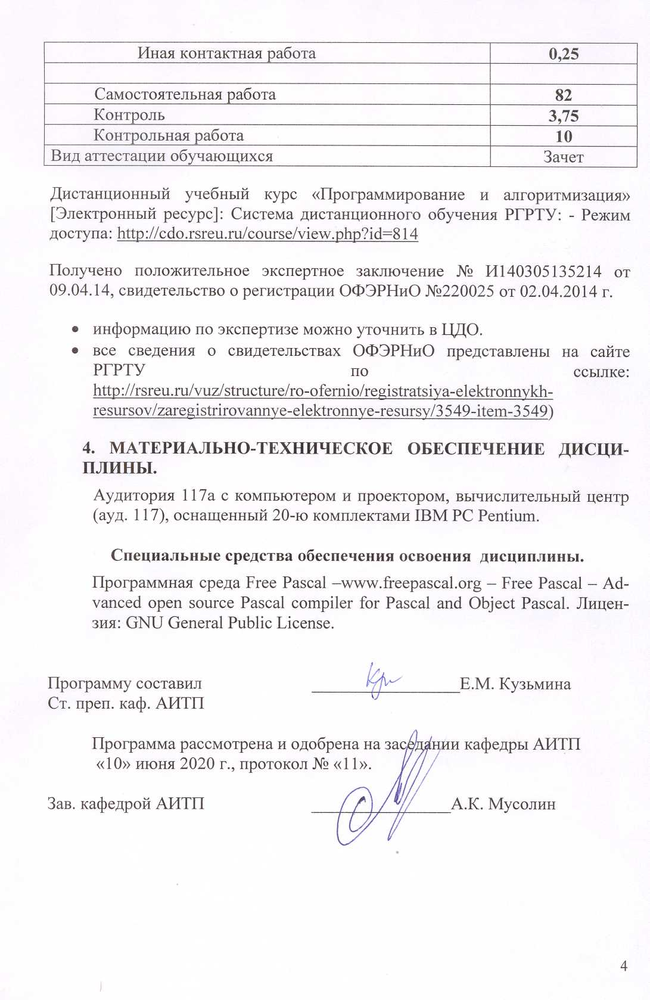 Иная контактная работа 0,25
Самостоятельная работа 82
Контроль 3,75
Контрольная работа 10
Вид аттестации обучающихся Зачет
Дистанционный учебный курс «Программирование и алгоритмизация»
[Электронный ресурс]: Система дистанционного обучения РГРТУ: - Режим
доступа: http://cdo.rsreu.ru/course/view.php?id=814
Получено положительное экспертное заключение № И140305135214 от
09.04.14, свидетельство о регистрации ОФЭРНиО №220025 от 02.04.2014 г.
• информацию по экспертизе можно уточнить в ЦДО.
• все сведения о свидетельствах ОФЭРНиО представлены на сайте
РГРТУ по ссылке:
http://rsreu.ru/vuz/structure/ro-ofernio/registratsiya-elektronnykh-
resursov/zaregistrirovannye-elektronnye-resursy/3549-item-3549)
4. МАТЕРИАЛЬНО-ТЕХНИЧЕСКОЕ ОБЕСПЕЧЕНИЕ ДИСЦИ-
ПЛИНЫ.
Аудитория 117а с компьютером и проектором, вычислительный центр
(ауд. 117), оснащенный 20-ю комплектами IBM PC Pentium.
Специальные средства обеспечения освоения дисциплины.
Программная среда Free Pascal –www.freepascal.org – Free Pascal – Ad-
vanced open source Pascal compiler for Pascal and Object Pascal. Лицен-
зия: GNU General Public License.
Программу составил Е.М. Кузьмина
Ст. преп. каф. АИТП
Программа рассмотрена и одобрена на заседании кафедры АИТП
«10» июня 2020 г., протокол № «11».
Зав. кафедрой АИТП А.К. Мусолин
4